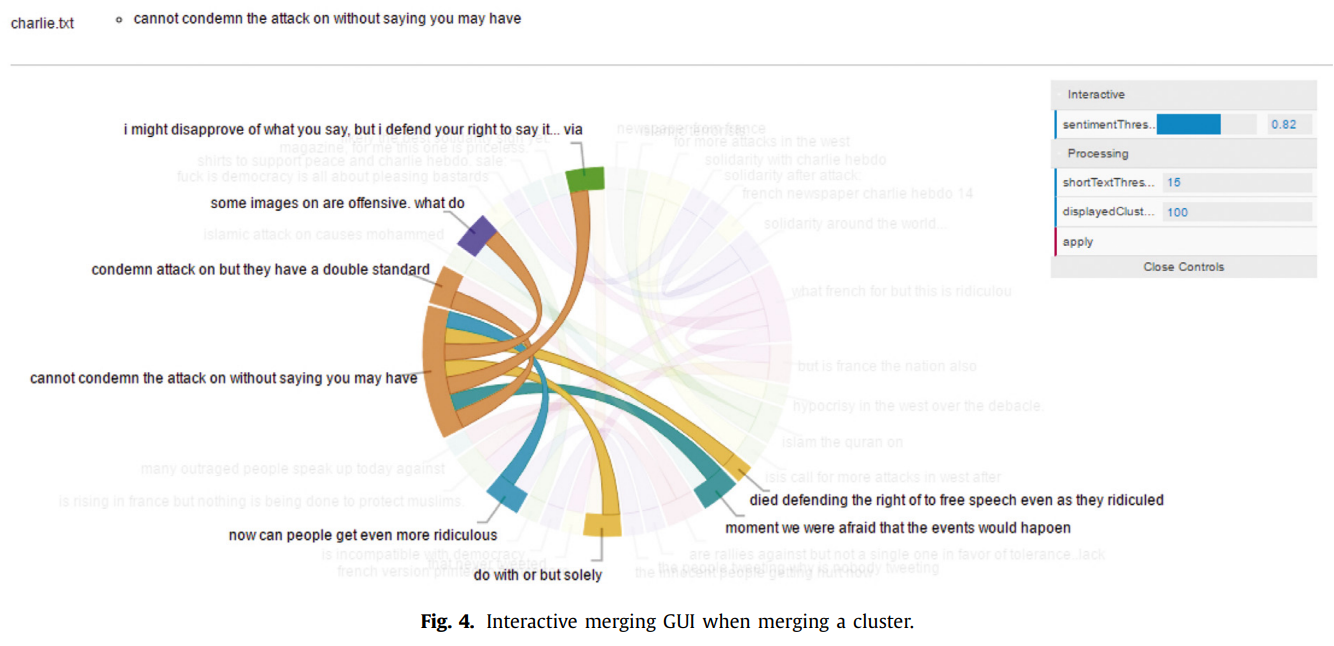 charlie.txt
cannot condemn the attack on without saying you may have
Interactive
sentimentThres..
0.82
Processing
shortTextThres...
15
displayedClust...
100
apply
Close Controls
i might disapprove of what you say, but i defend your right to say it... via
for more attacks in the west
magazine, for me this one is priceless.
shirts to support peace and charlie hebdo. sale:
solidarity with charlie hebdo
fuck is democracy is all about pleasing bastards
solidarity after attack:
french newspaper charlie hebdo 14
some images on are offensive. what do
solidarity around the world...
islamic attack on causes mohammed
condemn attack on but they have a double standard
what french for but this is ridiculou
but is france the nation also
cannot condemn the attack on without saying you may have
hypocrisy in the west over the debacle.
islam the quran on
many outraged people speak up today against
isis call for more attacks in west after
is rising in france but nothing is being done to protect muslims.
died defending the right of to free speech even as they ridiculed
moment we were afraid that the events would hapoen
now can people get even more ridiculous
is incompatible with democracy
are rallies against but not a single one in favor of tolerance..lack
french version
do with or but solely
nobody tweeting
Fig. 4. Interactive merging GUI when merging a cluster.